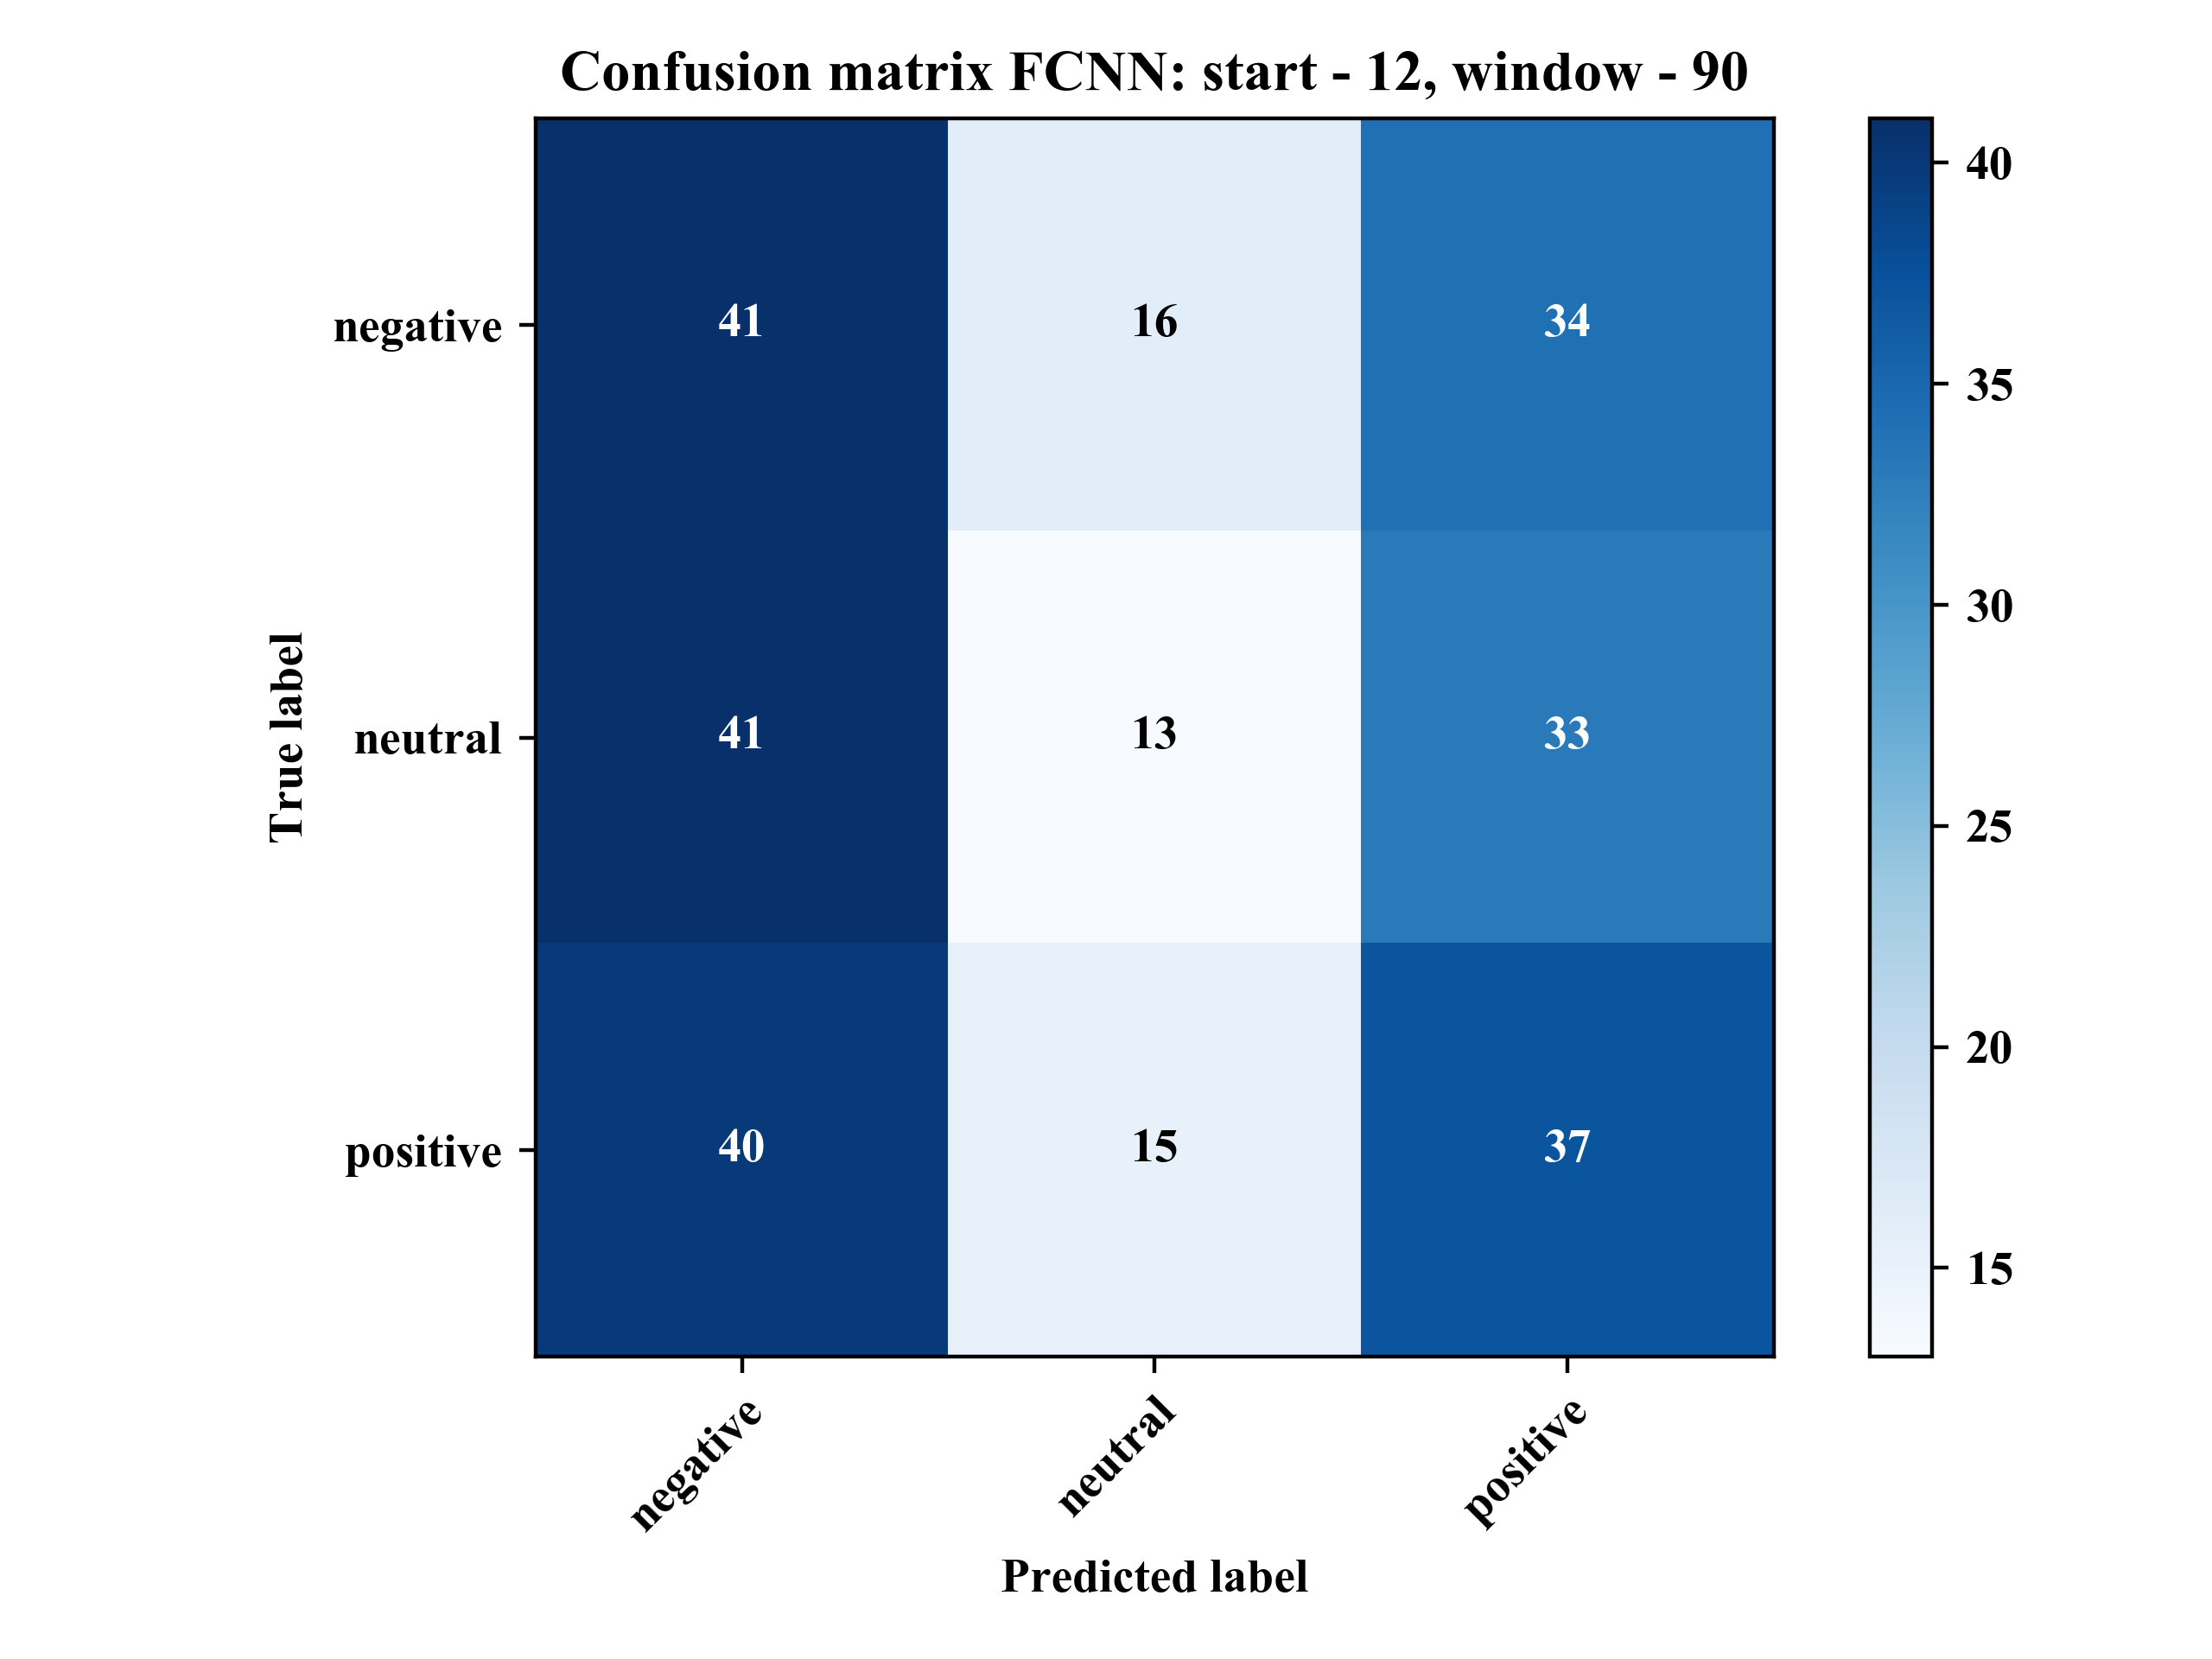 Confusion matrix FCNN: start - 12, window - 90
True label
negative 41 16 34
neutral 41 13 33
positive 40 15 37
negative neutral positive
Predicted label
40
35
30
25
20
15